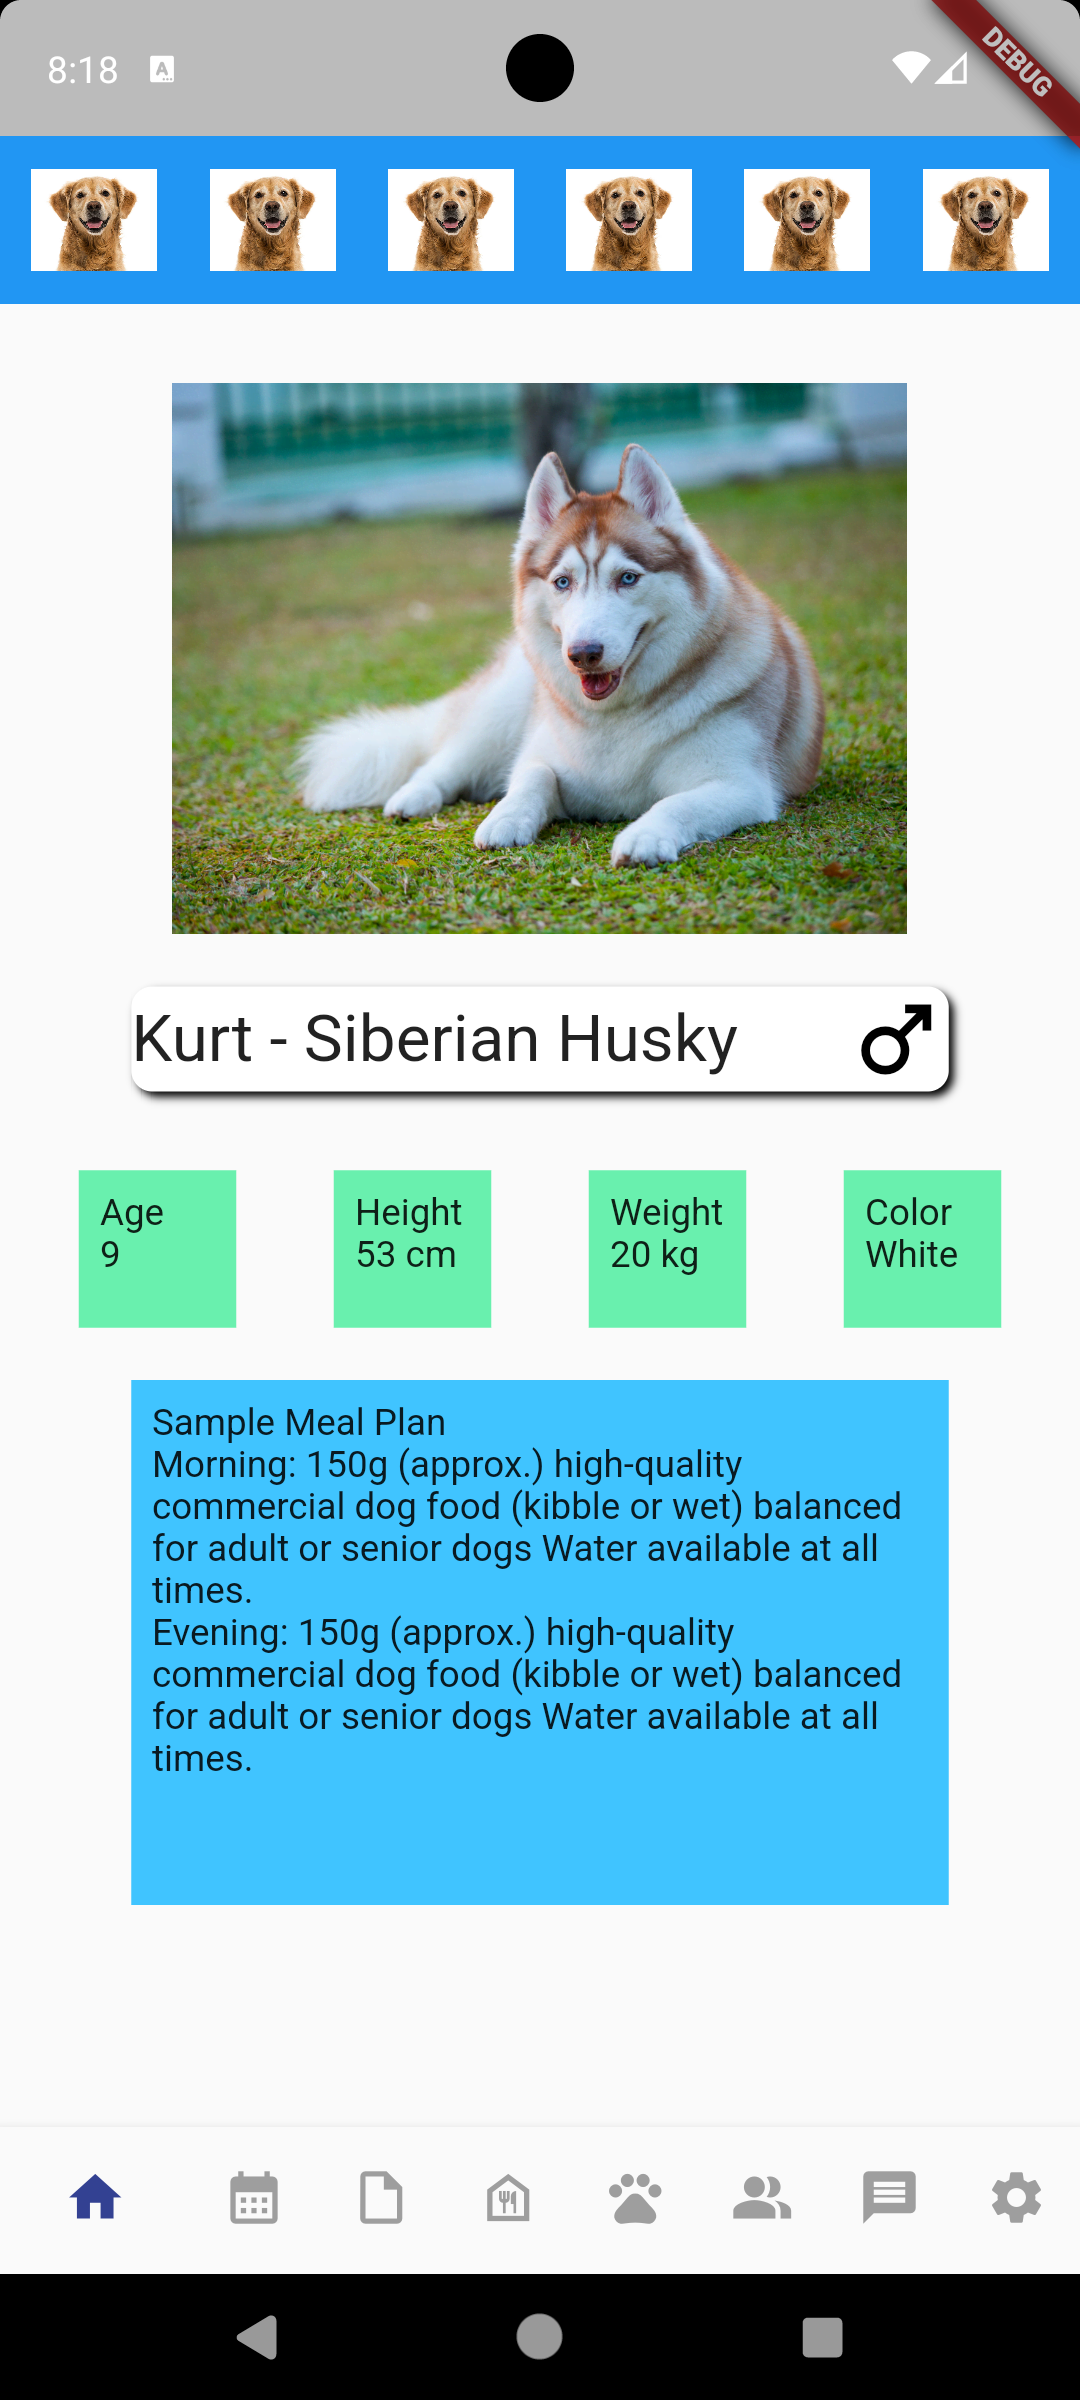 8:18
DEBUG
Kurt - Siberian Husky
Age
9
Height
53 cm
Weight
20 kg
Color
White
Sample Meal Plan
Morning: 150g (approx.) high-quality
commercial dog food (kibble or wet) balanced
for adult or senior dogs Water available at all
times.
Evening: 150g (approx.) high-quality
commercial dog food (kibble or wet) balanced
for adult or senior dogs Water available at all
times.